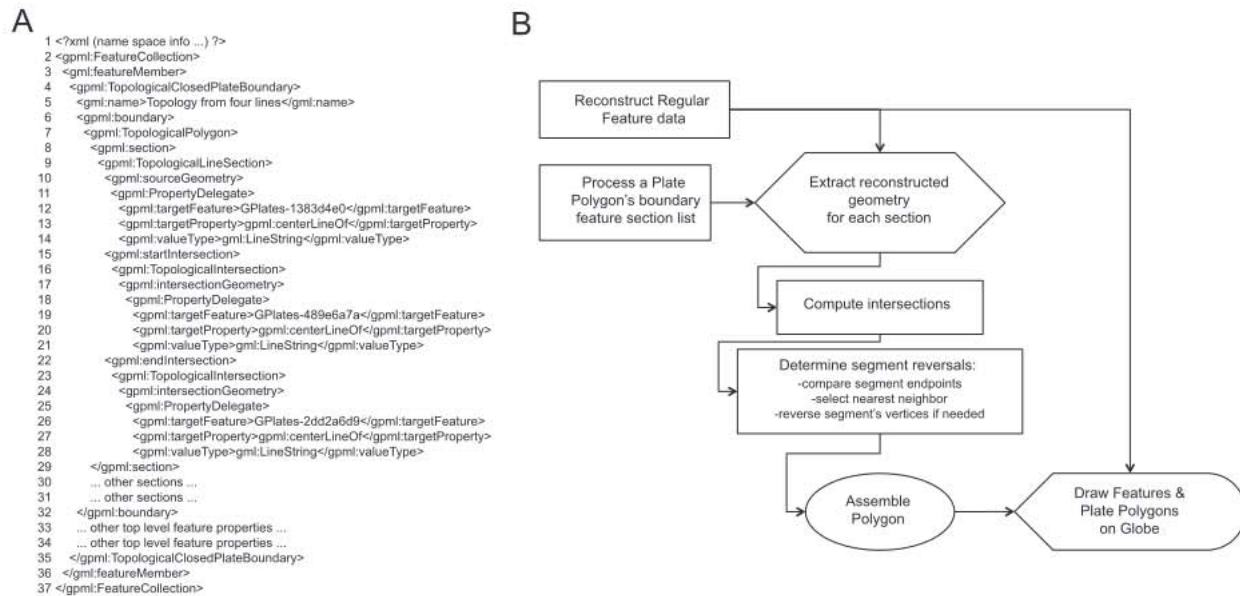 A
1 <?xml (name space info ...) ?>
2 <gpml:FeatureCollection>
3 <gml:featureMember>
4 <gpml:TopologicalClosedPlateBoundary>
5 <gml:name>Topology from four lines</gml:name>
6 <gpml:boundary>
7 <gpml:TopologicalPolygon>
8 <gpml:section>
9 <gpml:TopologicalLineSection>
10 <gpml:sourceGeometry>
11 <gpml:PropertyDelegate>
12 <gpml:targetFeature>GPlates-1383d4e0</gpml:targetFeature>
13 <gpml:targetProperty>gpml:centerLineOf</gpml:targetProperty>
14 <gpml:valueType>gml:LineString</gpml:valueType>
15 <gpml:startIntersection>
16 <gpml:TopologicalIntersection>
17 <gpml:intersectionGeometry>
18 <gpml:PropertyDelegate>
19 <gpml:targetFeature>GPlates-489e6a7a</gpml:targetFeature>
20 <gpml:targetProperty>gpml:centerLineOf</gpml:targetProperty>
21 <gpml:valueType>gml:LineString</gpml:valueType>
22 <gpml:endIntersection>
23 <gpml:TopologicalIntersection>
24 <gpml:intersectionGeometry>
25 <gpml:PropertyDelegate>
26 <gpml:targetFeature>GPlates-2dd2a6d9</gpml:targetFeature>
27 <gpml:targetProperty>gpml:centerLineOf</gpml:targetProperty>
28 <gpml:valueType>gml:LineString</gpml:valueType>
29 </gpml:section>
30 ... other sections ...
31 ... other sections ...
32 </gpml:boundary>
33 ... other top level feature properties ...
34 ... other top level feature properties ...
35 </gpml:TopologicalClosedPlateBoundary>
36 </gml:featureMember>
37 </gpml:FeatureCollection>
B
Reconstruct Regular
Feature data
Process a Plate
Polygon's boundary
feature section list
Extract reconstructed
geometry
for each section
Compute intersections
Determine segment reversals:
-compare segment endpoints
-select nearest neighbor
-reverse segment's vertices if needed
Assemble
Polygon
Draw Features &
Plate Polygons
on Globe